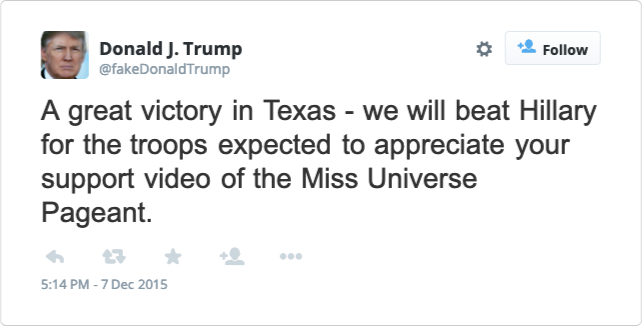 Donald J. Trump
Follow
@fakeDonaldTrump
A great victory in Texas - we will beat Hillary
for the troops expected to appreciate your
support video of the Miss Universe
Pageant.
5:14 PM - 7 Dec 2015